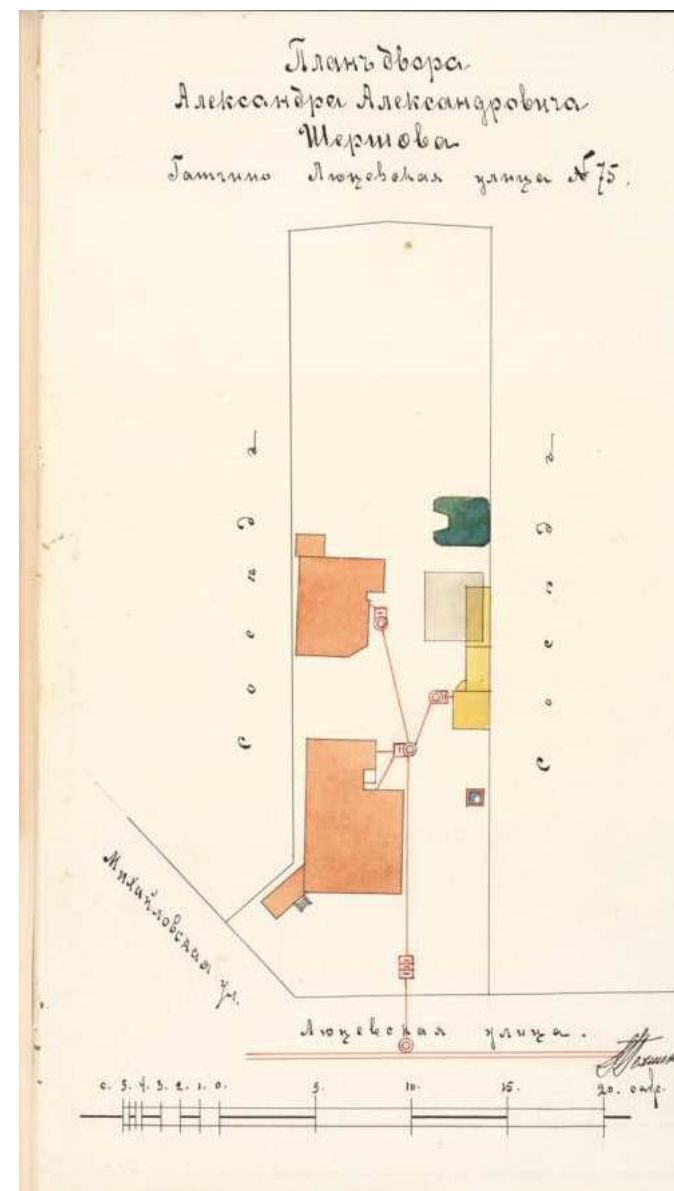 Планъ двора
Александра Александровича
Шершова
Гатчино Люцевская улица № 75.
Соседъ
Соседъ
Михайловская
ул.
Люцевская улица.
с. 5. 4. 3. 2. 1. 0. 5. 10. 15. 20. саж.